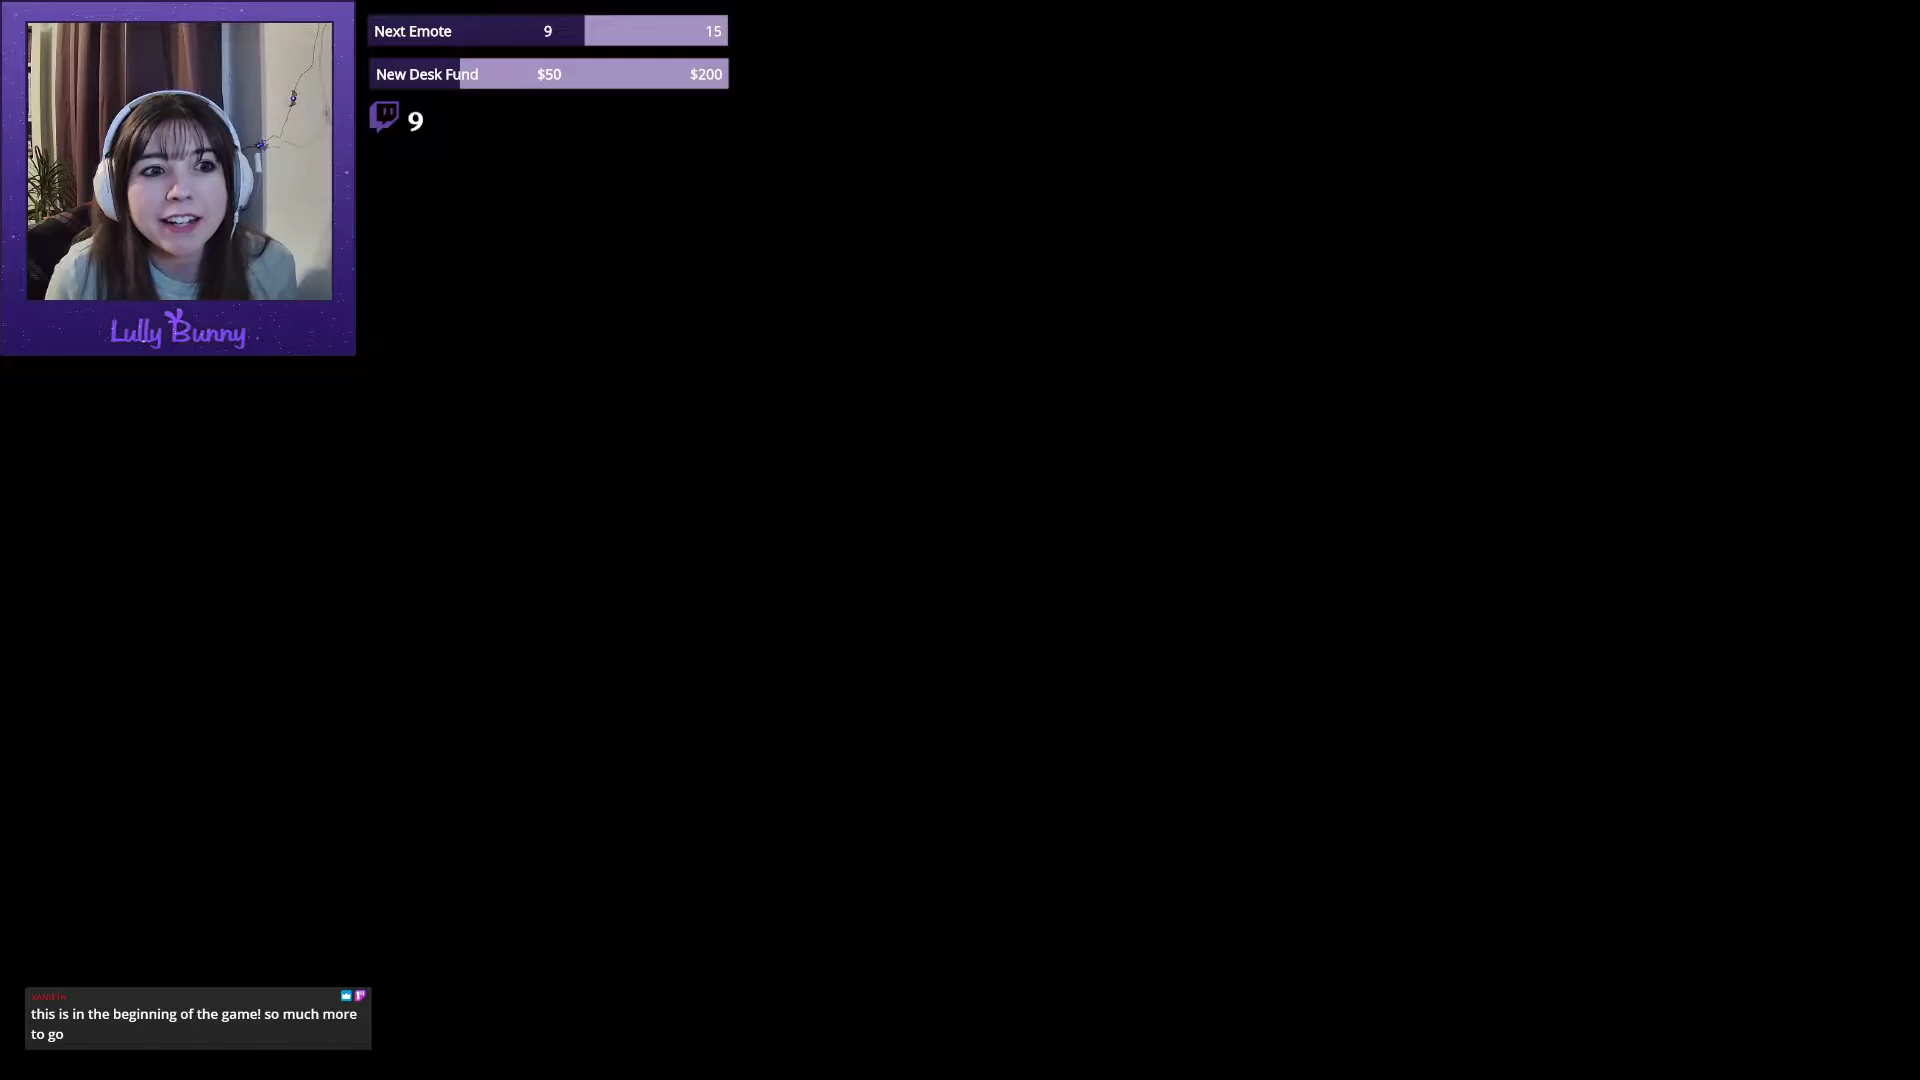 Next Emote 9 15
New Desk Fund $50 $200
9
Lully Bunny
this is in the beginning of the game! so much more
to go